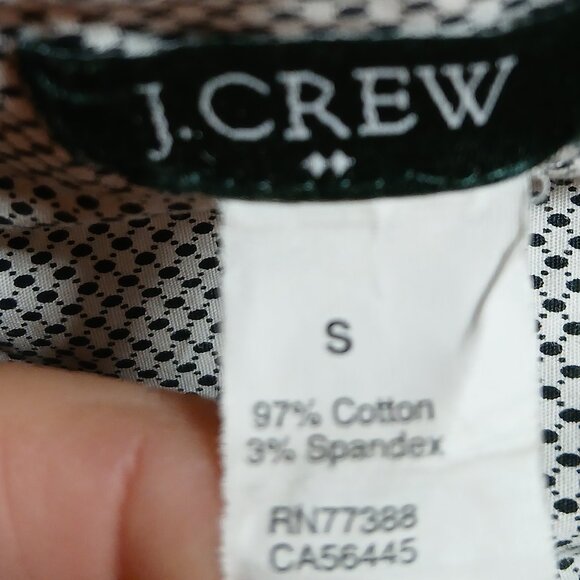 J.CREW
S
97% Cotton
3% Spandex
RN77388
CA56445